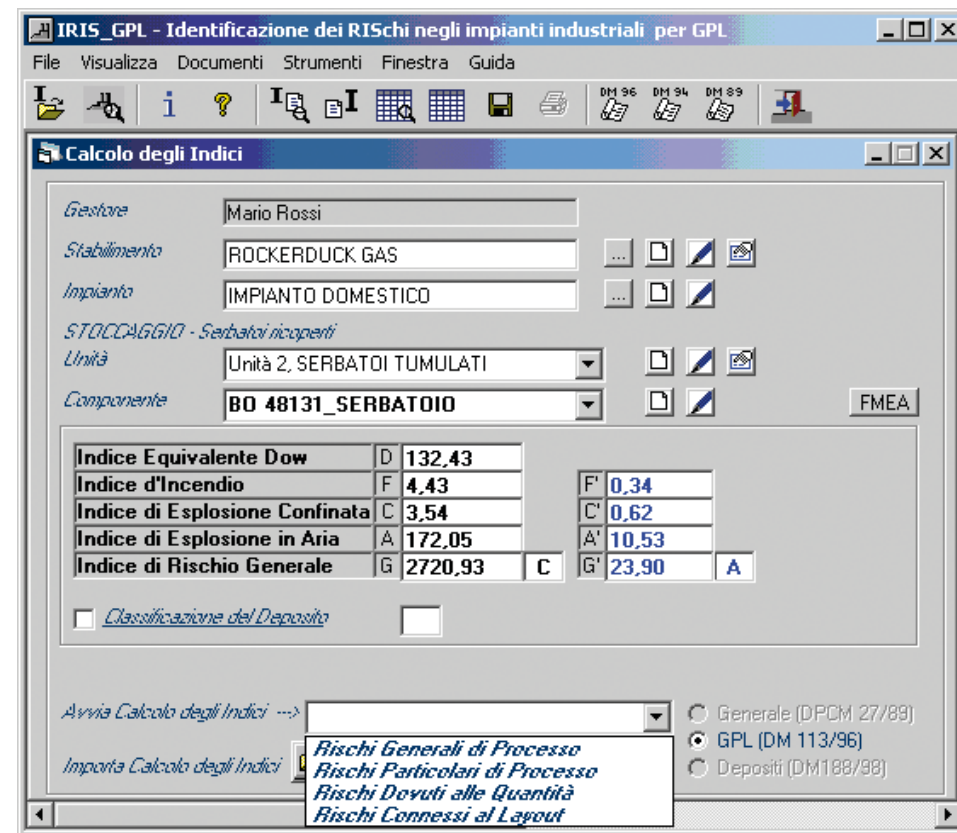 IRIS_GPL - Identificazione dei RISchi negli impianti industriali per GPL
File Visualizza Documenti Strumenti Finestra Guida
DM 96 DM 94 DM 89
Calcolo degli Indici
Gestore Mario Rossi
Stabilimento ROCKERDUCK GAS ...
Impianto IMPIANTO DOMESTICO ...
STOCCAGGIO - Serbatoi ricoperti
Unità Unità 2, SERBATOI TUMULATI
Componente BO 48131_SERBATOIO FMEA
Indice Equivalente Dow D 132,43
Indice d'Incendio F 4,43 F' 0,34
Indice di Esplosione Confinata C 3,54 C' 0,62
Indice di Esplosione in Aria A 172,05 A' 10,53
Indice di Rischio Generale G 2720,93 C G' 23,90 A
Classificazione del Deposito
Avvia Calcolo degli Indici ---> Generale (DPCM 27/89)
GPL (DM 113/96)
Importa Calcolo degli Indici Depositi (DM188/98)
Rischi Generali di Processo
Rischi Particolari di Processo
Rischi Dovuti alle Quantità
Rischi Connessi al Layout